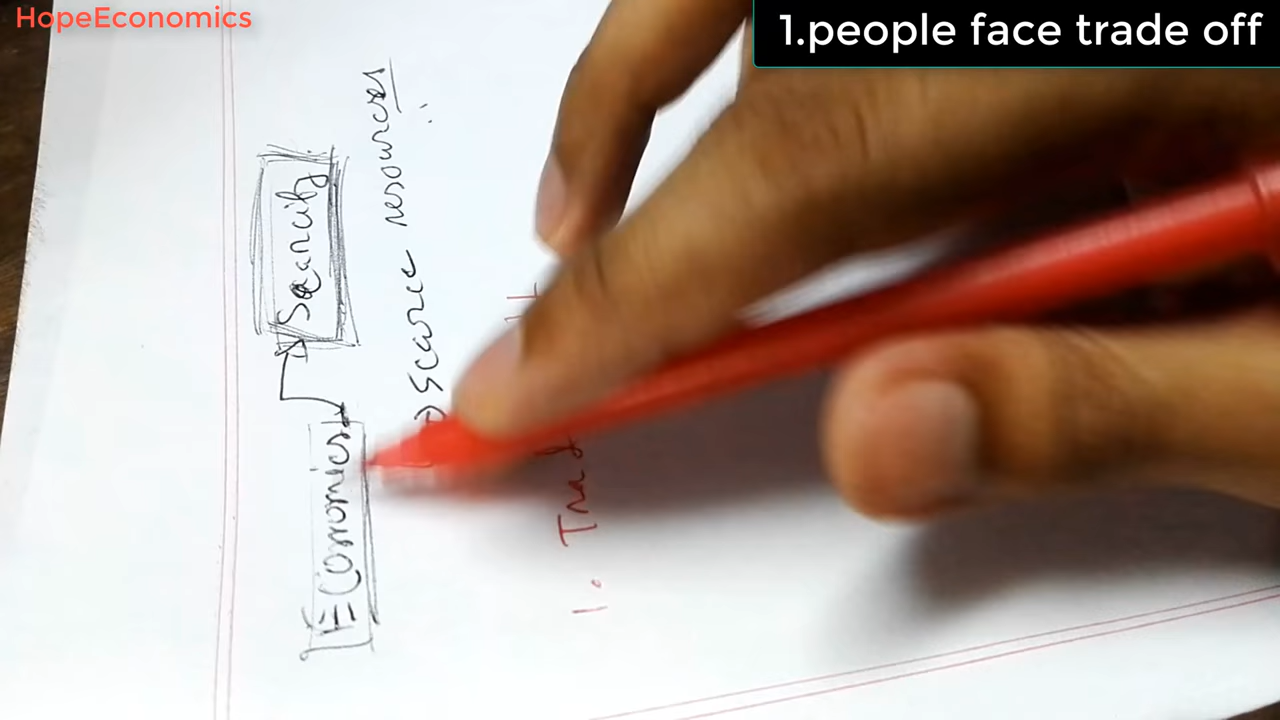 HopeEconomics
1.people face trade off
Economics
Scarcity
→ Scarce resources
1. Trad